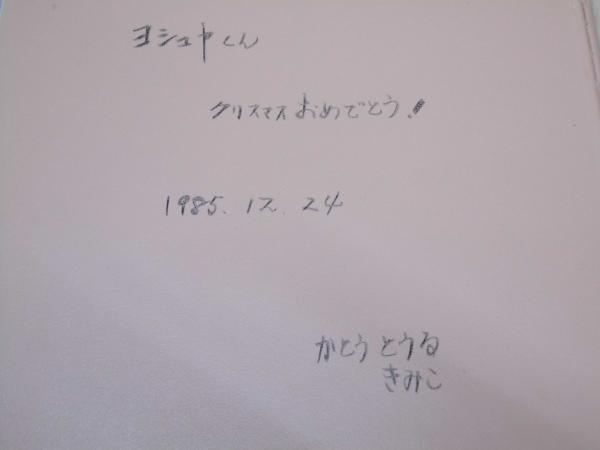 ヨシュヤくん
クリスマスおめでとう!
1985. 12. 24
かとう とうる
きみこ